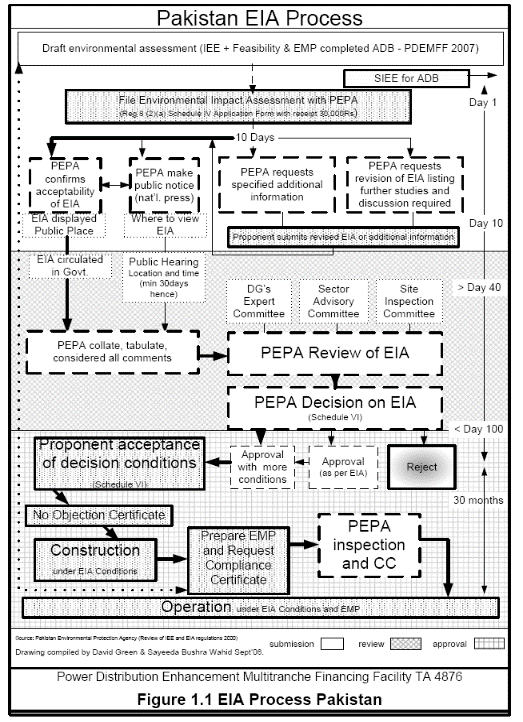 Pakistan EIA Process
Draft environmental assessment (IEE + Feasibility & EMP completed ADB - PDEMFF 2007)
SIEE for ADB
Day 1
File Environmental Impact Assessment with PEPA
(Reg 8 (2)(a) Schedule IV Application Form with receipt 30,000Rs)
10 Days
PEPA
confirms
acceptability
of EIA
PEPA make
public notice
(nat'l. press)
PEPA requests
specified additional
information
PEPA requests
revision of EIA listing
further studies and
discussion required
EIA displayed
Public Place
Where to view
EIA
Day 10
Proponent submits revised EIA or additional information
EIA circulated
in Govt.
Public Hearing
Location and time
(min 30days
hence)
> Day 40
DG's
Expert
Committee
Sector
Advisory
Committee
Site
Inspection
Committee
PEPA collate, tabulate,
considered all comments
PEPA Review of EIA
PEPA Decision on EIA
(Schedule VI)
< Day 100
Proponent acceptance
of decision conditions
(Schedule VI)
Approval
with more
conditions
Approval
(as per EIA)
Reject
30 months
No Objection Certificate
Construction
under EIA Conditions
Prepare EMP
and Request
Compliance
Certificate
PEPA
inspection
and CC
Operation under EIA Conditions and EMP
Source: Pakistan Environmental Protection Agency (Review of IEE and EIA regulations 2000)
submission
review
approval
Drawing compiled by David Green & Sayeeda Bushra Wahid Sept'06.
Power Distribution Enhancement Multitranche Financing Facility TA 4876
Figure 1.1 EIA Process Pakistan